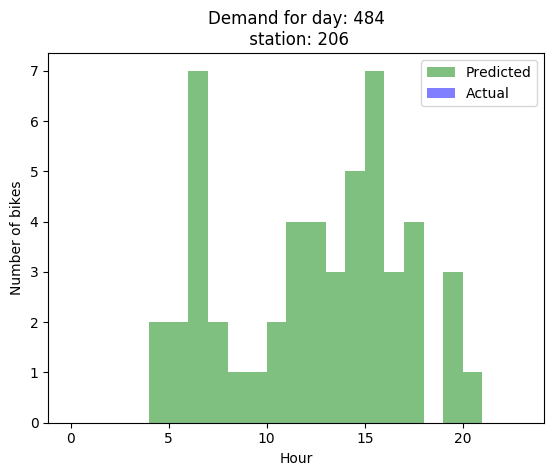 Demand for day: 484
station: 206
Predicted
Actual
Number of bikes
7
6
5
4
3
2
1
0
0 5 10 15 20
Hour